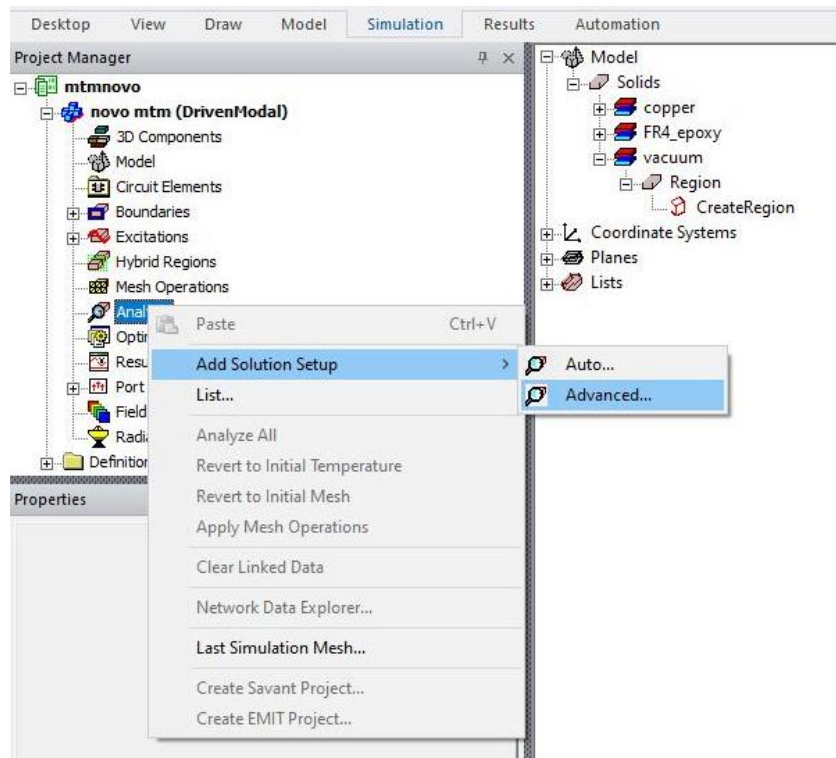 Desktop View Draw Model Simulation Results Automation
Project Manager
mtmnovo
novo mtm (DrivenModal)
3D Components
Model
Circuit Elements
Boundaries
Excitations
Hybrid Regions
Mesh Operations
Optim
Resu
Port
Field
Radia
Definition
Properties
Paste Ctrl+V
Add Solution Setup
List...
Analyze All
Revert to Initial Temperature
Revert to Initial Mesh
Apply Mesh Operations
Clear Linked Data
Network Data Explorer...
Last Simulation Mesh...
Create Savant Project...
Create EMIT Project...
Auto...
Advanced...
Model
Solids
copper
FR4_epoxy
vacuum
Region
CreateRegion
Coordinate Systems
Planes
Lists